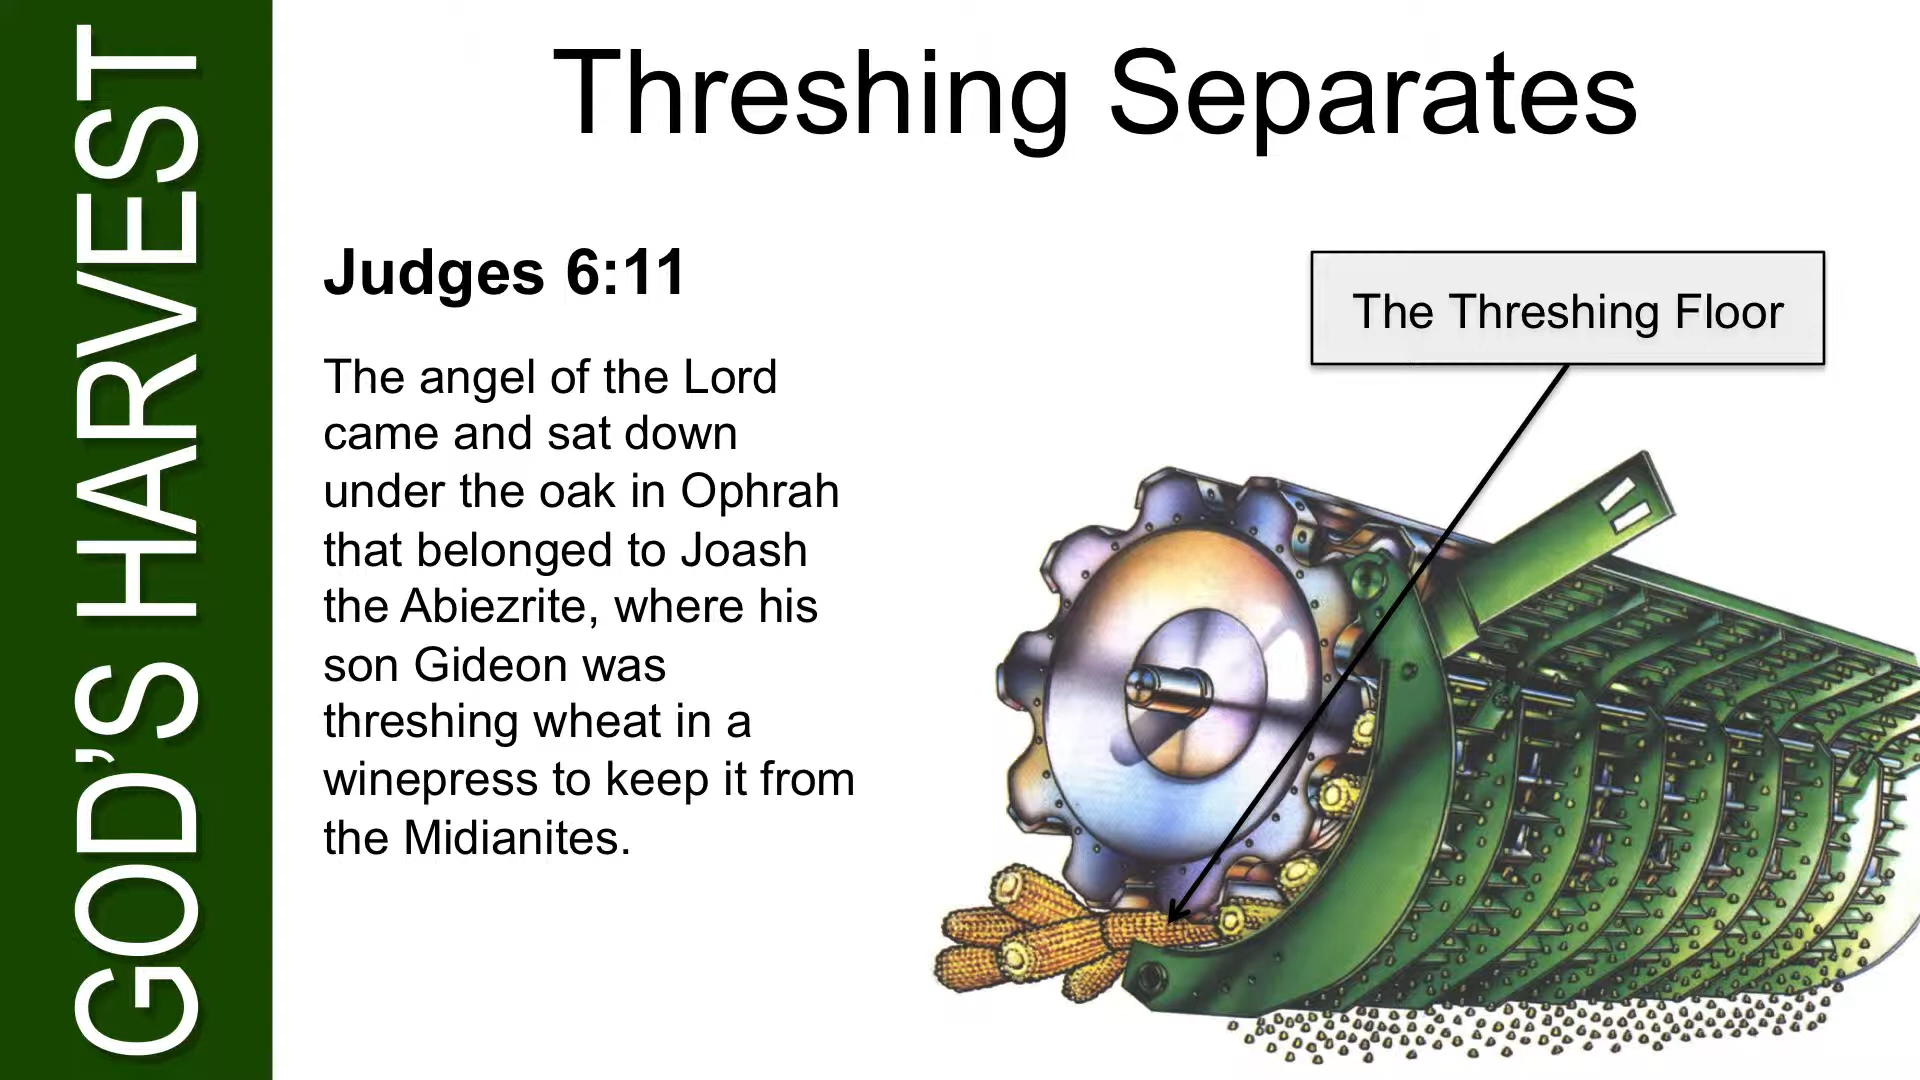 GOD'S HARVEST
Threshing Separates
Judges 6:11
The Threshing Floor
The angel of the Lord
came and sat down
under the oak in Ophrah
that belonged to Joash
the Abiezrite, where his
son Gideon was
threshing wheat in a
winepress to keep it from
the Midianites.